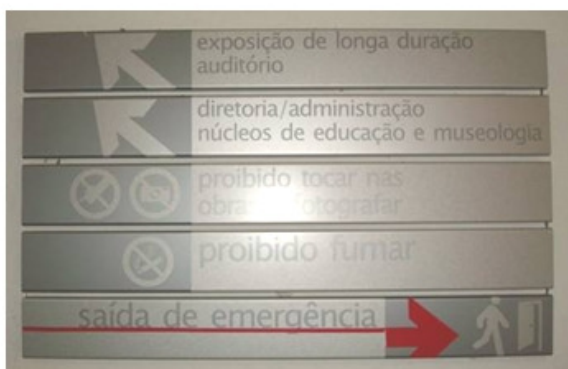 exposição de longa duração
auditório
diretoria/administração
núcleos de educação e museologia
proibido tocar nas
obras fotografar
proibido fumar
saída de emergência